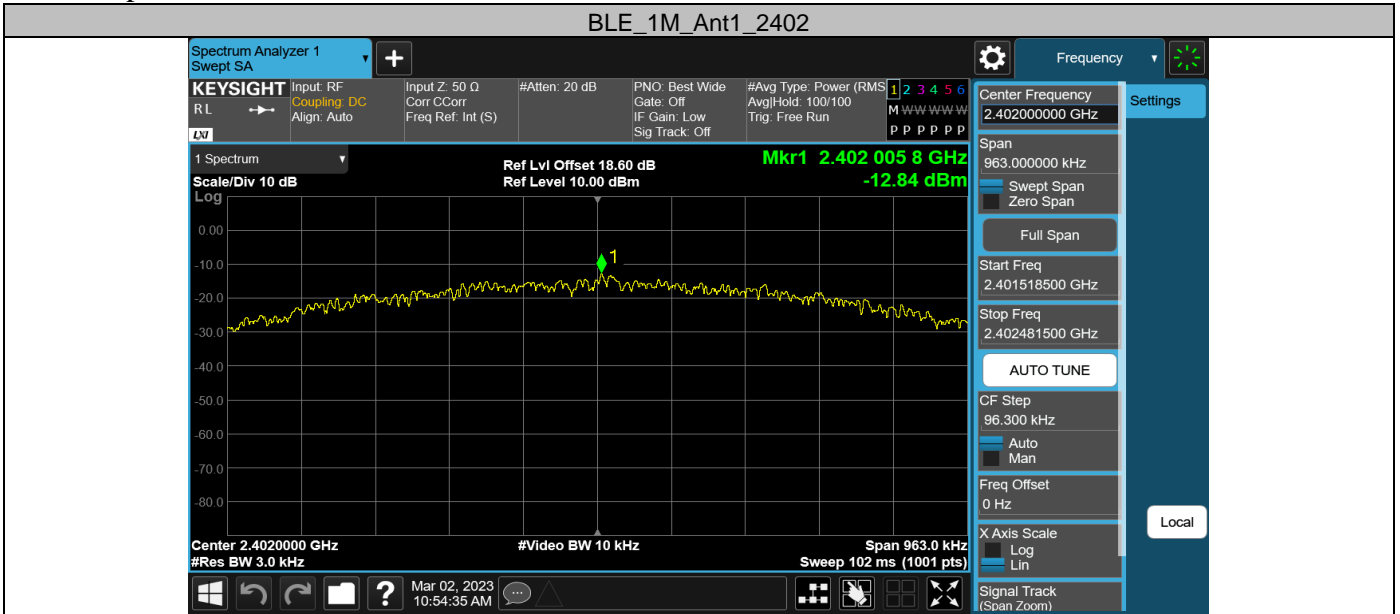 BLE_1M_Ant1_2402
Spectrum Analyzer 1
Swept SA
+
Frequency
KEYSIGHT
RL
LXI
Input: RF
Coupling: DC
Align: Auto
Input Z: 50 Ω
Corr CCorr
Freq Ref: Int (S)
#Atten: 20 dB
PNO: Best Wide
Gate: Off
IF Gain: Low
Sig Track: Off
#Avg Type: Power (RMS
Avg|Hold: 100/100
Trig: Free Run
1 2 3 4 5 6
M W W W W W
P P P P P P
1 Spectrum
Scale/Div 10 dB
Log
Ref Lvl Offset 18.60 dB
Ref Level 10.00 dBm
Mkr1 2.402 005 8 GHz
-12.84 dBm
1
0.00
-10.0
-20.0
-30.0
-40.0
-50.0
-60.0
-70.0
-80.0
Center 2.4020000 GHz
#Res BW 3.0 kHz
#Video BW 10 kHz
Span 963.0 kHz
Sweep 102 ms (1001 pts)
Center Frequency
2.402000000 GHz
Settings
Span
963.000000 kHz
Swept Span
Zero Span
Full Span
Start Freq
2.401518500 GHz
Stop Freq
2.402481500 GHz
AUTO TUNE
CF Step
96.300 kHz
Auto
Man
Freq Offset
0 Hz
X Axis Scale
Log
Lin
Local
Signal Track
(Span Zoom)
?
Mar 02, 2023
10:54:35 AM